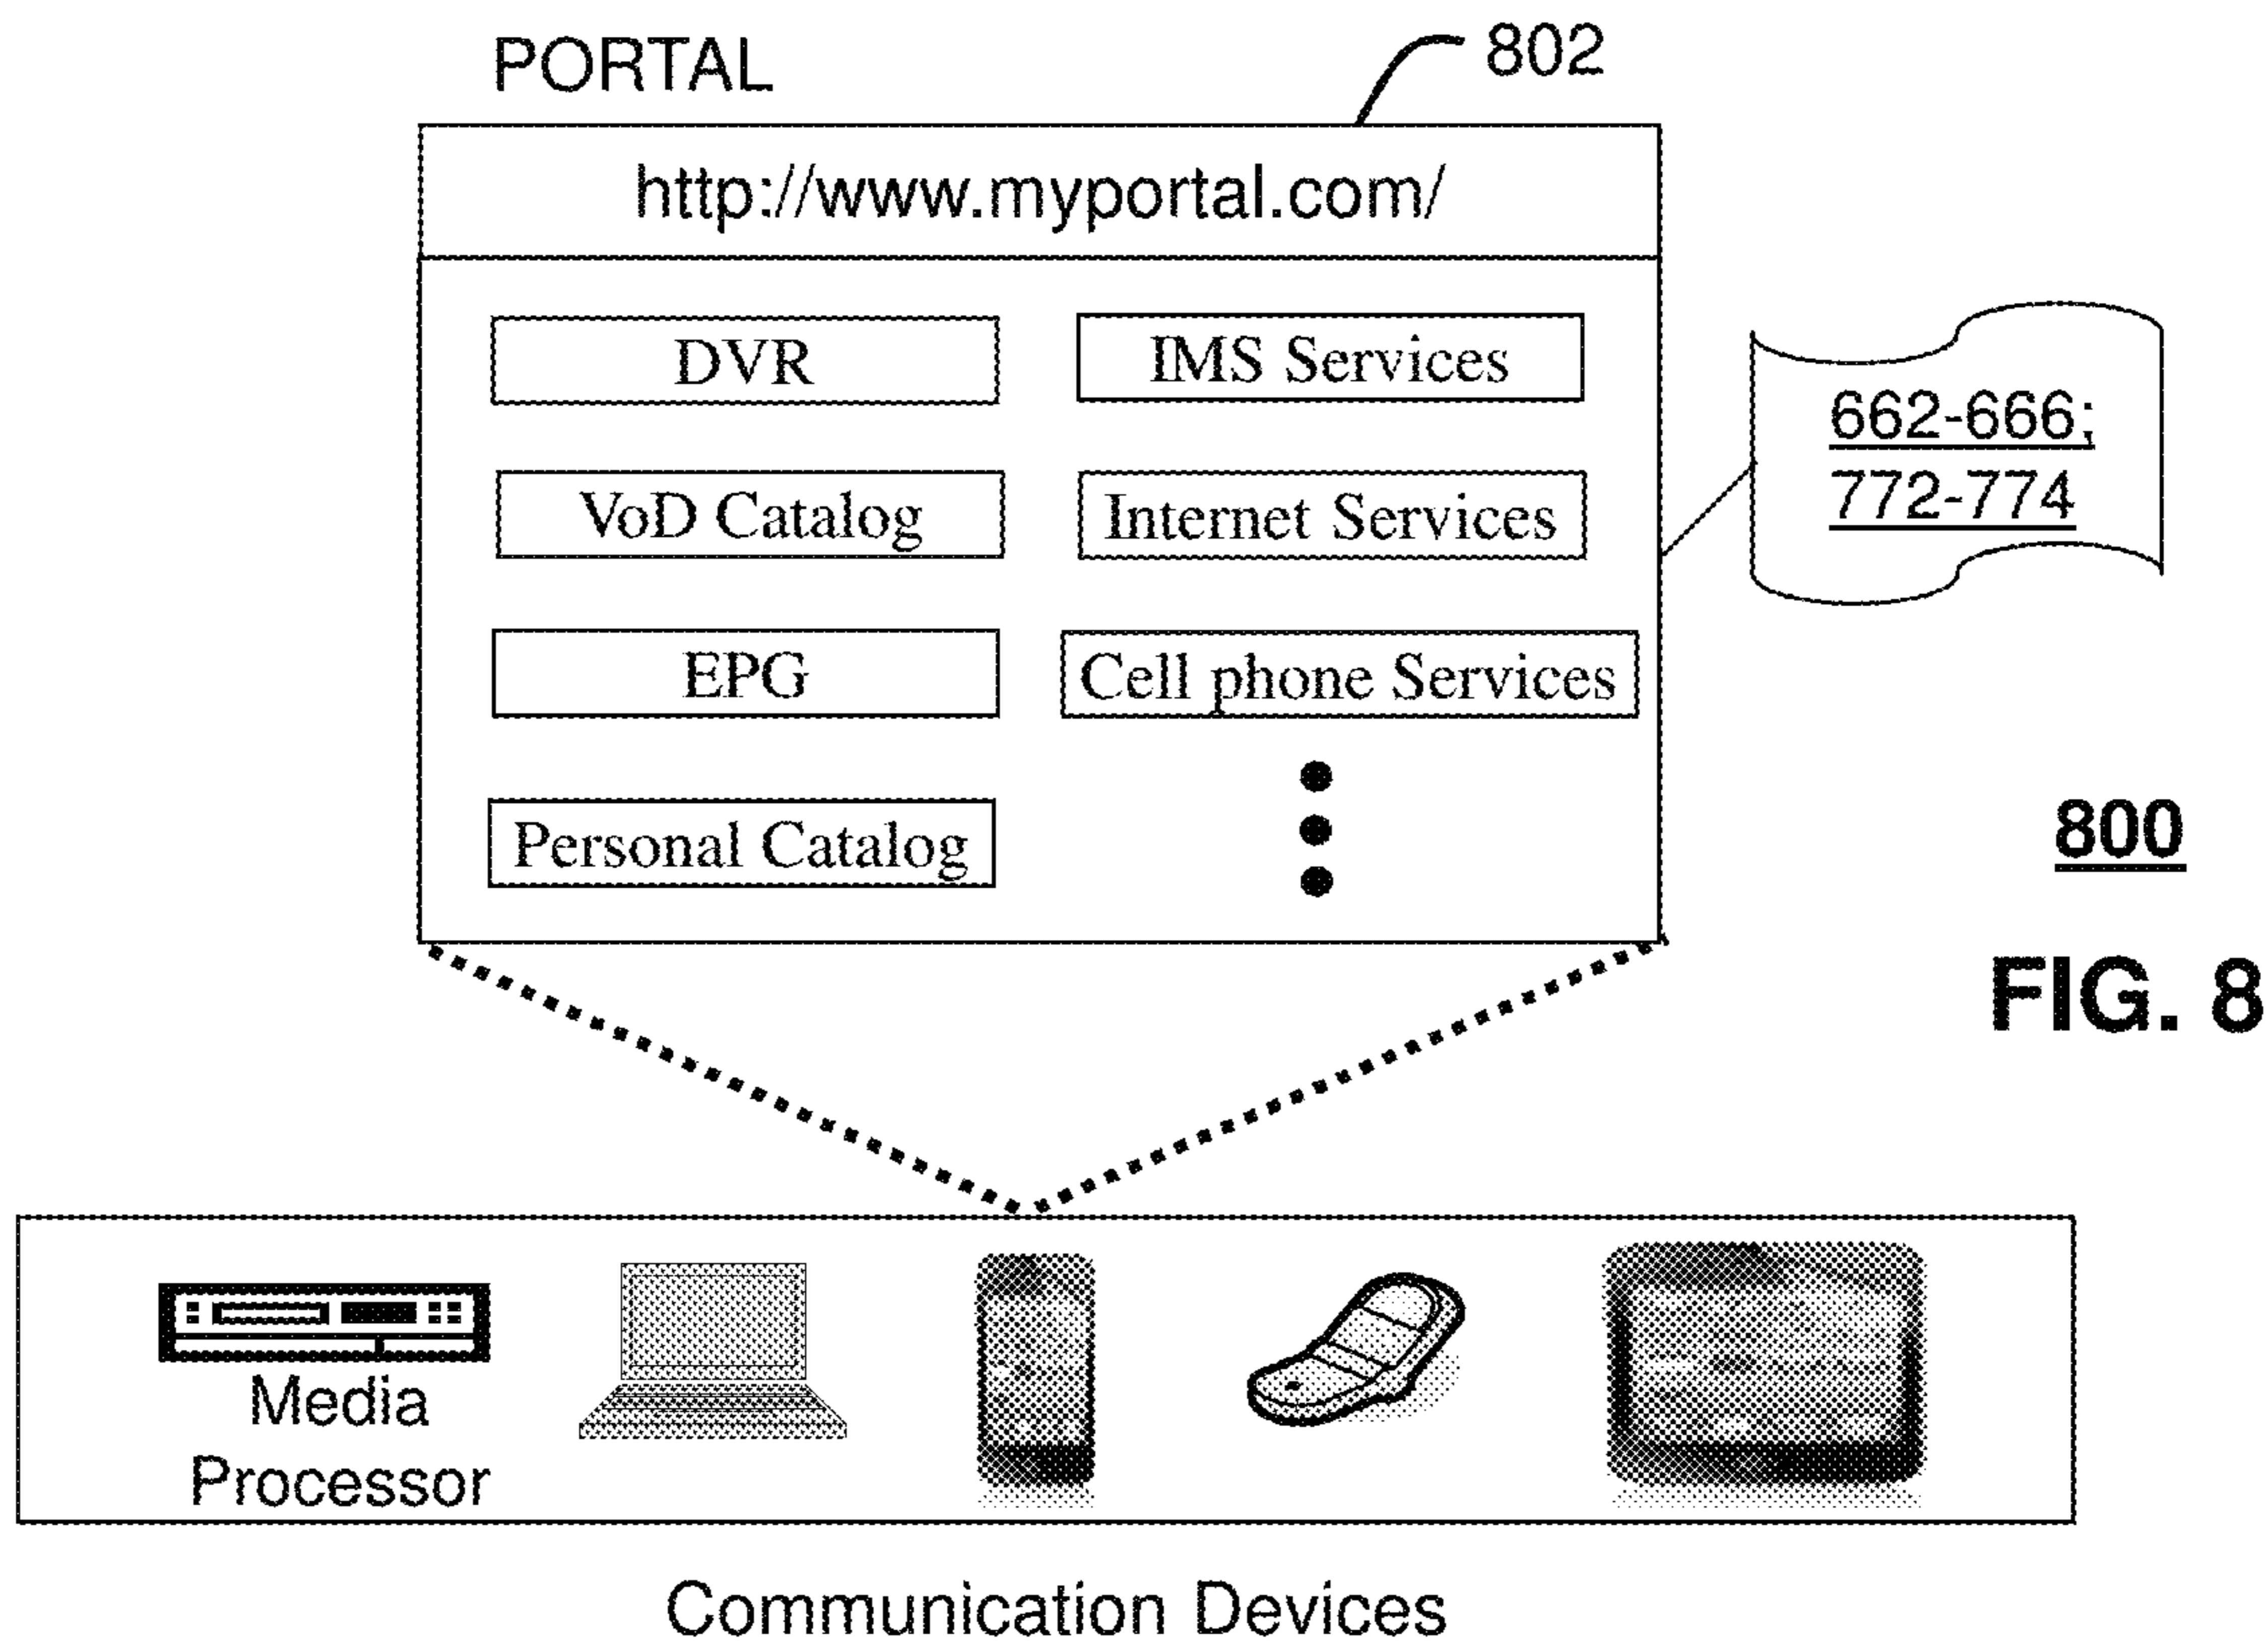 PORTAL
802
http://www.myportal.com/
DVR
IMS Services
VoD Catalog
Internet Services
EPG
Cell phone Services
Personal Catalog
662-666;
772-774
800
FIG. 8
Media
Processor
Communication Devices